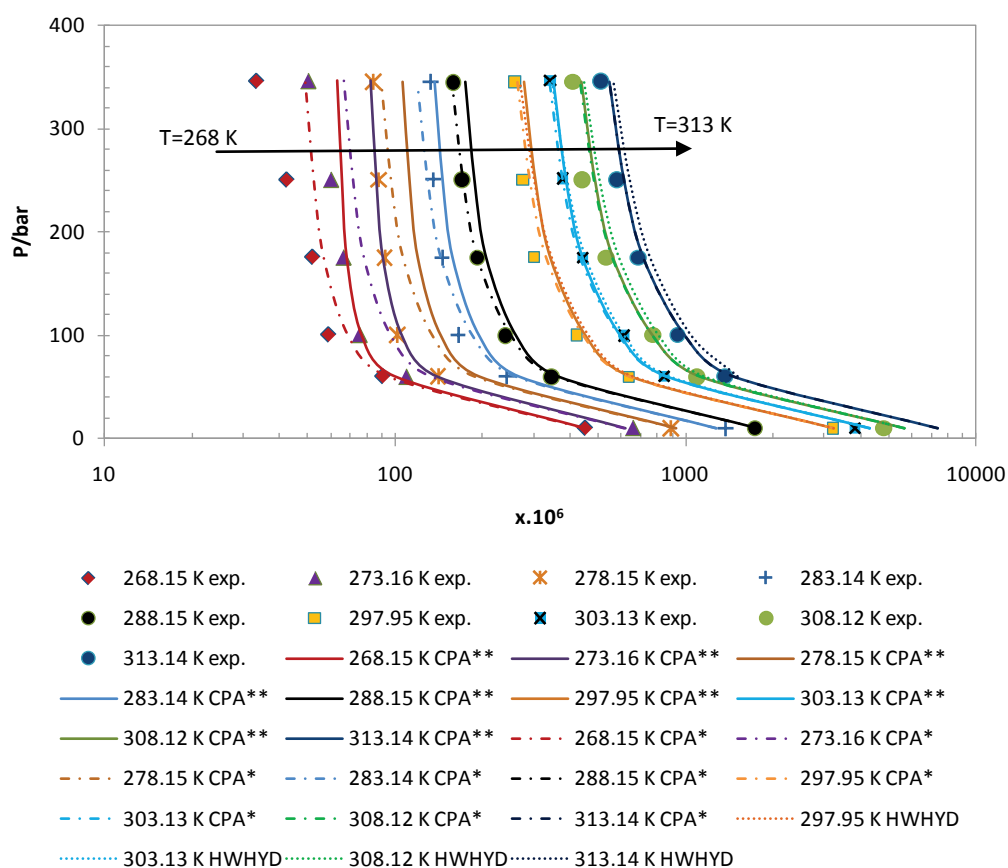 400
300
200
100
0
P/bar
T=268 K
T=313 K
10 100 1000 10000
x.10⁶
268.15 K exp. 273.16 K exp. 278.15 K exp. 283.14 K exp.
288.15 K exp. 297.95 K exp. 303.13 K exp. 308.12 K exp.
313.14 K exp. 268.15 K CPA** 273.16 K CPA** 278.15 K CPA**
283.14 K CPA** 288.15 K CPA** 297.95 K CPA** 303.13 K CPA**
308.12 K CPA** 313.14 K CPA** 268.15 K CPA* 273.16 K CPA*
278.15 K CPA* 283.14 K CPA* 288.15 K CPA* 297.95 K CPA*
303.13 K CPA* 308.12 K CPA* 313.14 K CPA* 297.95 K HWHYD
303.13 K HWHYD 308.12 K HWHYD 313.14 K HWHYD